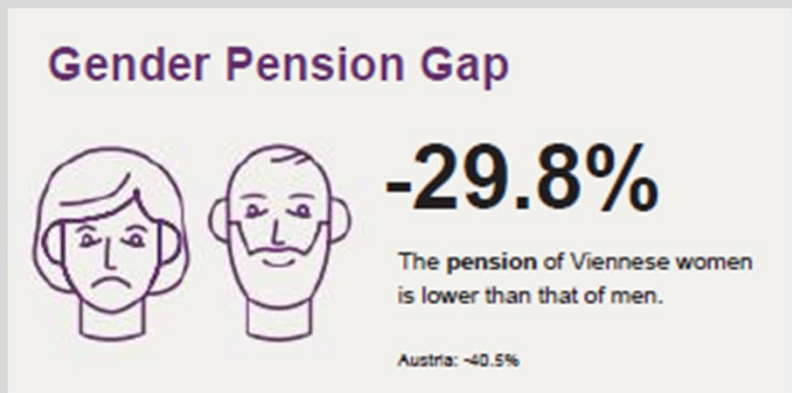 Gender Pension Gap
-29.8%
The pension of Viennese women
is lower than that of men.
Austria: -40.5%